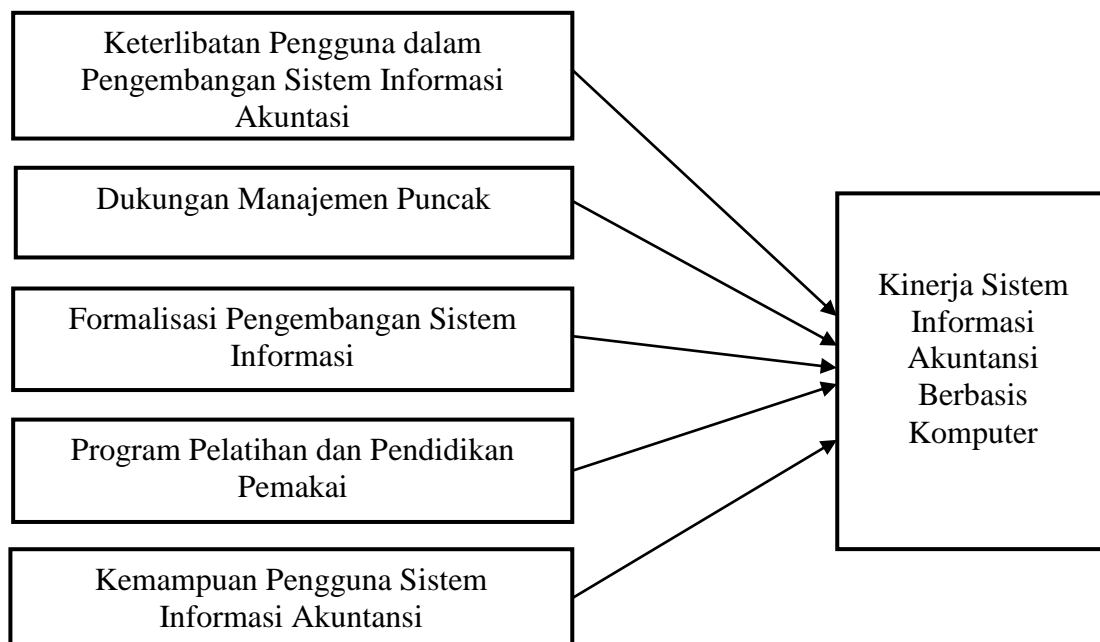 Keterlibatan Pengguna dalam
Pengembangan Sistem Informasi
Akuntasi
Dukungan Manajemen Puncak
Formalisasi Pengembangan Sistem
Informasi
Program Pelatihan dan Pendidikan
Pemakai
Kemampuan Pengguna Sistem
Informasi Akuntansi
Kinerja Sistem
Informasi
Akuntansi
Berbasis
Komputer